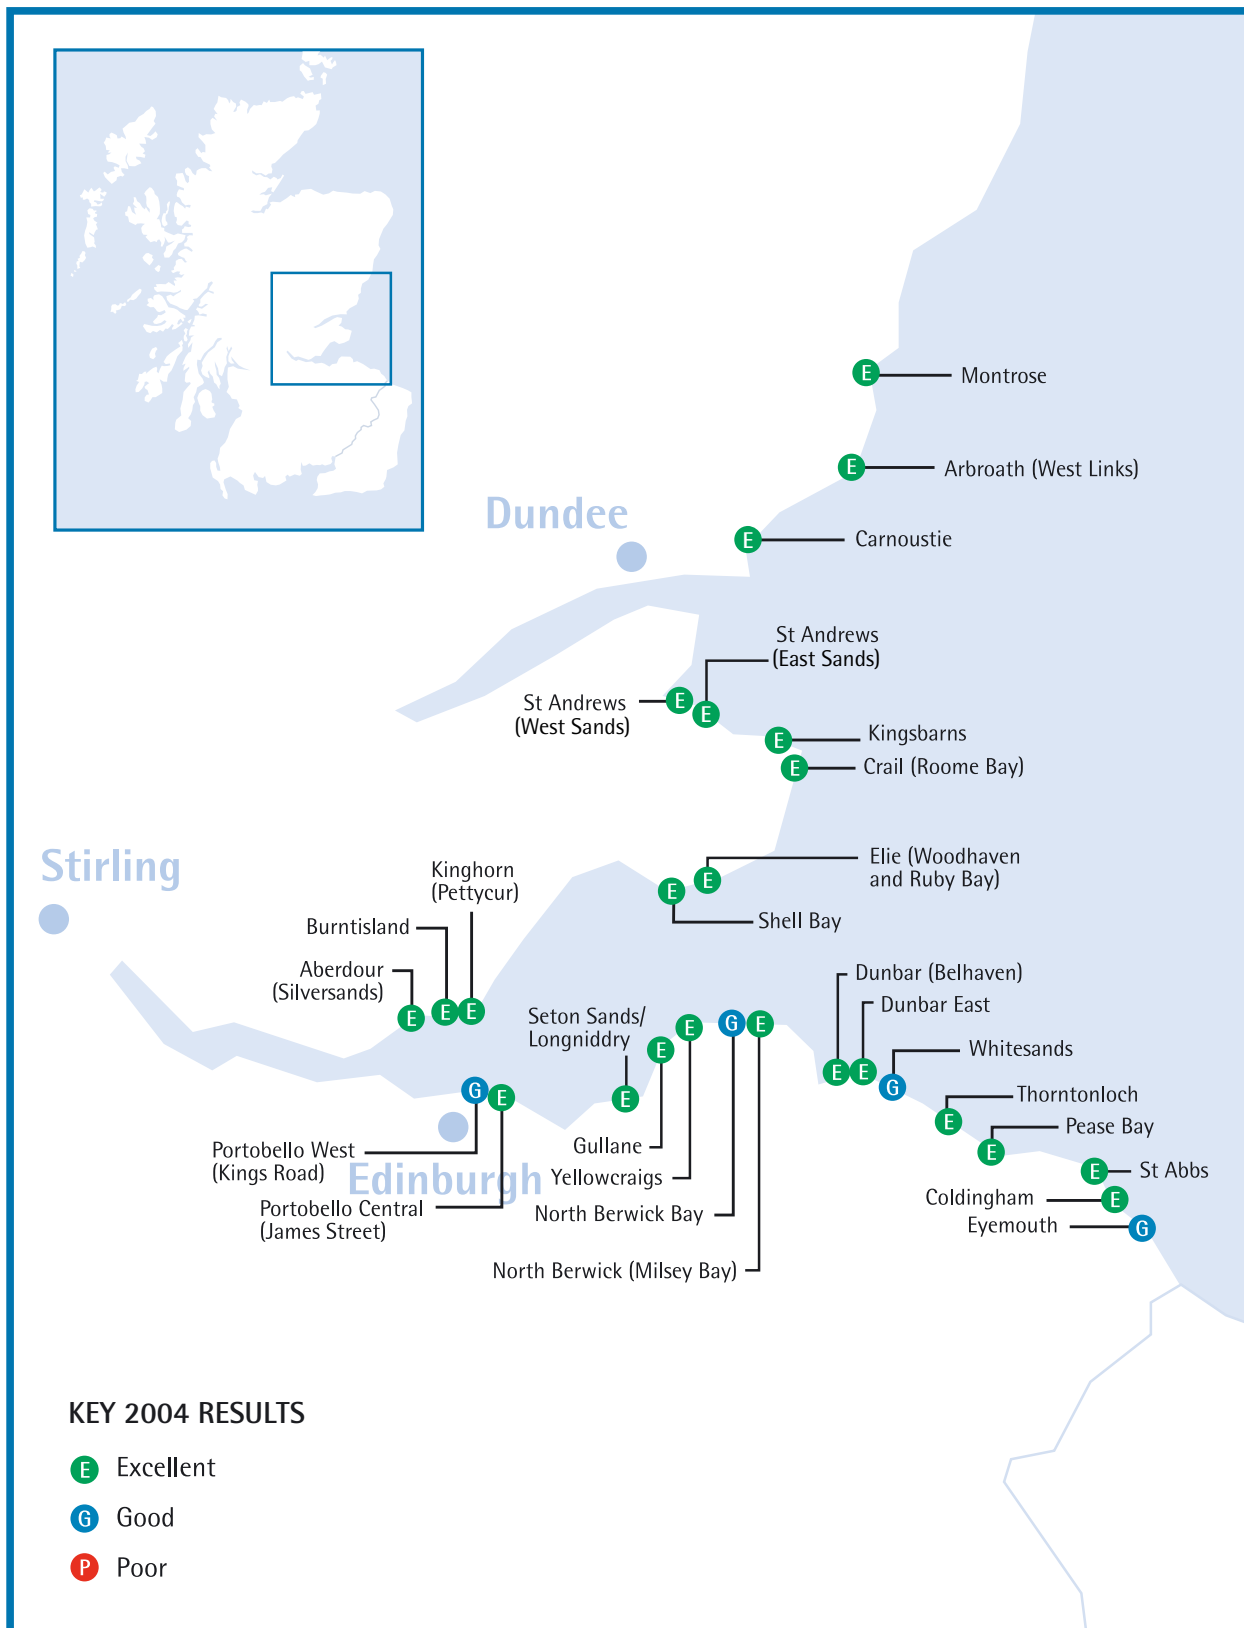 E
Montrose
E
Arbroath (West Links)
Dundee
E
Carnoustie
St Andrews
(East Sands)
St Andrews
(West Sands)
E
E
E
Kingsbarns
E
Crail (Roome Bay)
Stirling
Kinghorn
(Pettycur)
Elie (Woodhaven
and Ruby Bay)
E
E
Shell Bay
Burntisland
Aberdour
(Silversands)
E
E
E
Dunbar (Belhaven)
Dunbar East
Seton Sands/
Longniddry
E
E
E
G
E
E
E
G
Whitesands
G
E
Thorntonloch
E
Pease Bay
E
Gullane
Portobello West
(Kings Road)
Edinburgh
Yellowcraigs
E
St Abbs
Portobello Central
(James Street)
North Berwick Bay
Coldingham
E
Eyemouth
G
North Berwick (Milsey Bay)
KEY 2004 RESULTS
E Excellent
G Good
P Poor